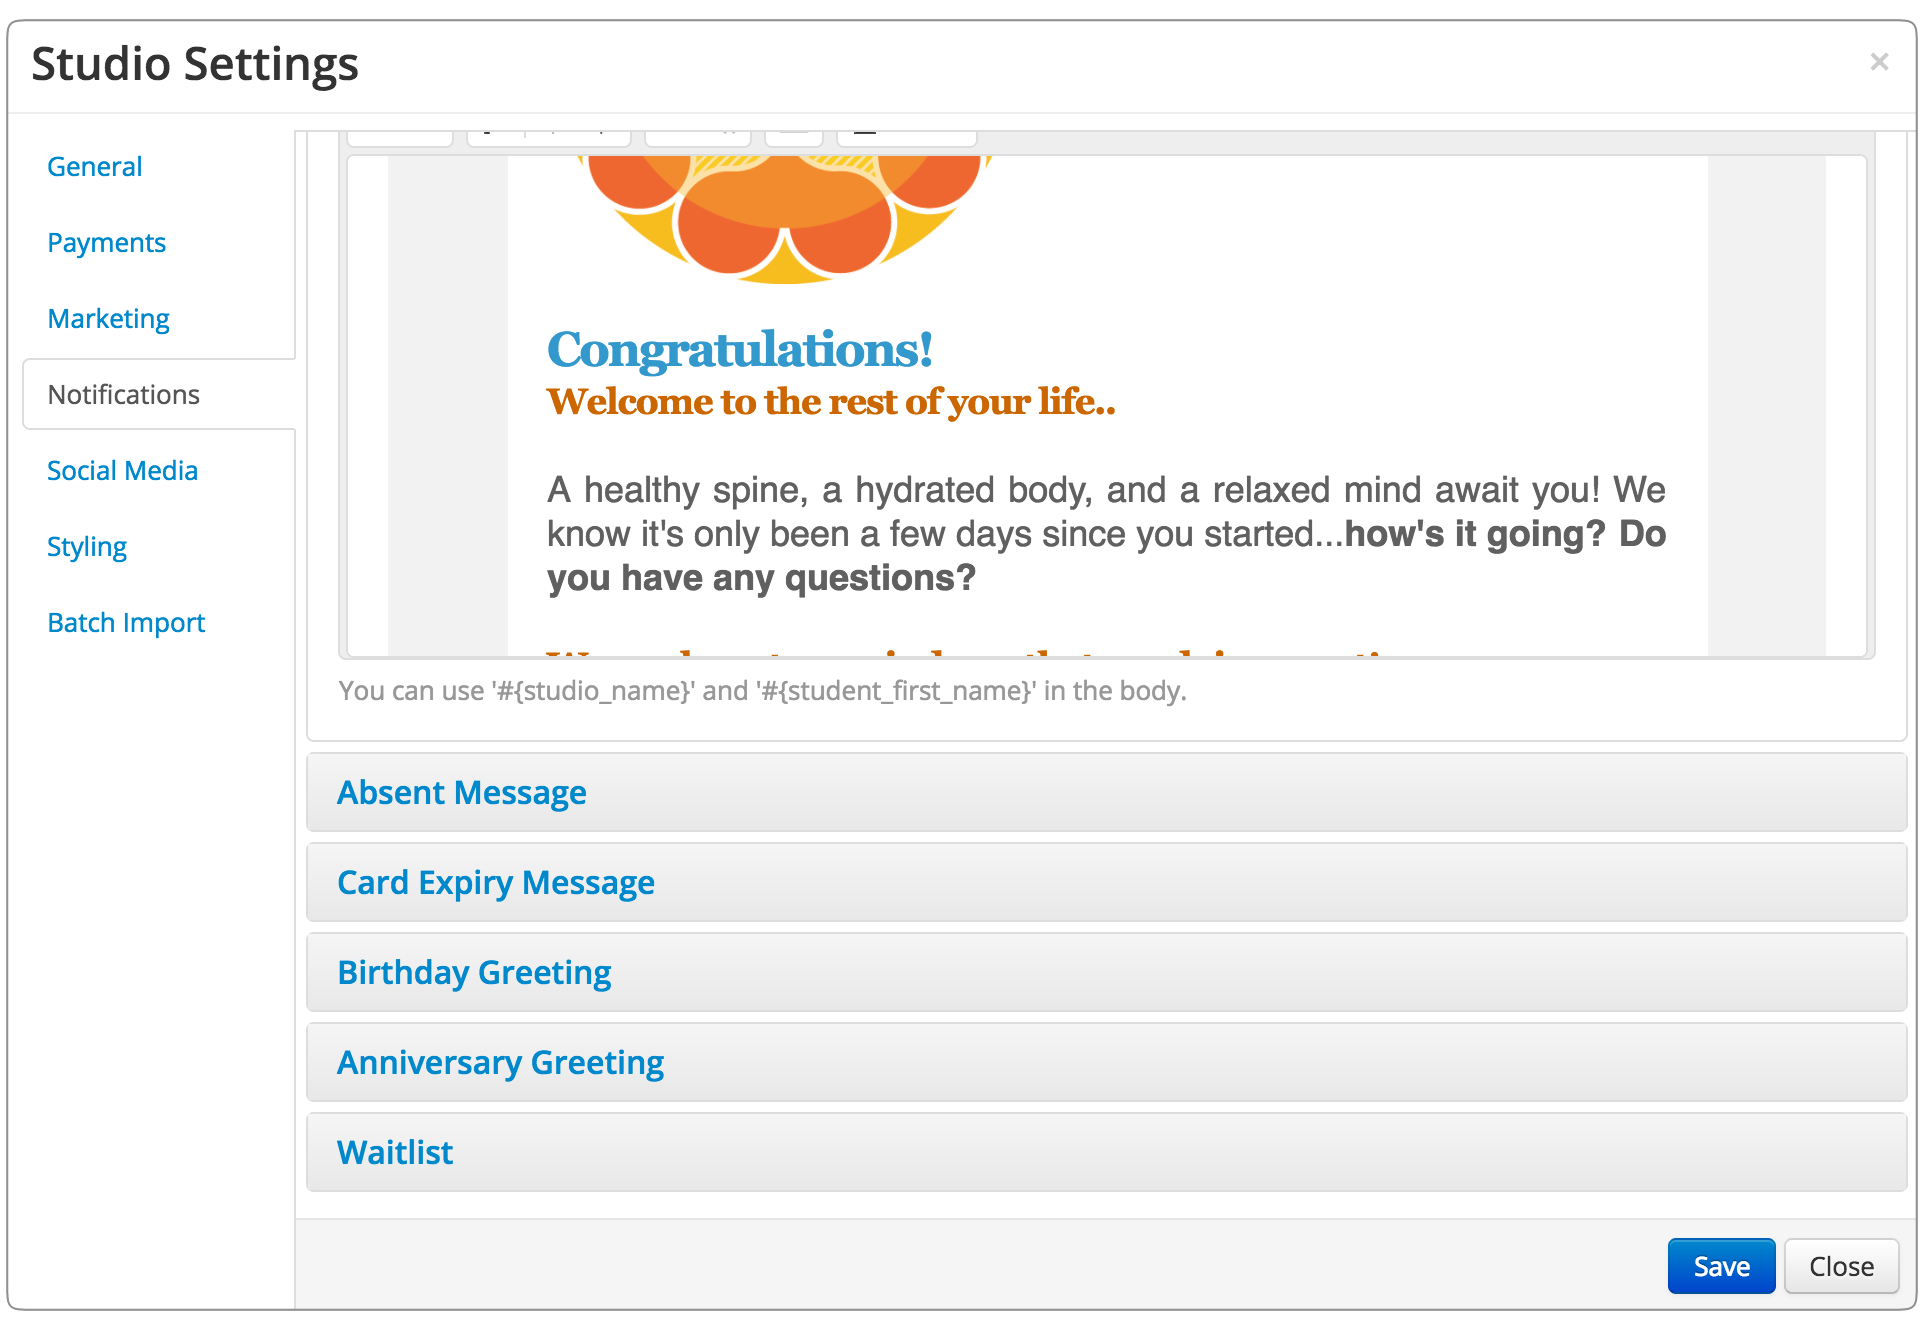 Studio Settings
×
General
Payments
Marketing
Notifications
Social Media
Styling
Batch Import
Congratulations!
Welcome to the rest of your life..
A healthy spine, a hydrated body, and a relaxed mind await you! We
know it's only been a few days since you started...how's it going? Do
you have any questions?
You can use '#{studio_name}' and '#{student_first_name}' in the body.
Absent Message
Card Expiry Message
Birthday Greeting
Anniversary Greeting
Waitlist
Save
Close